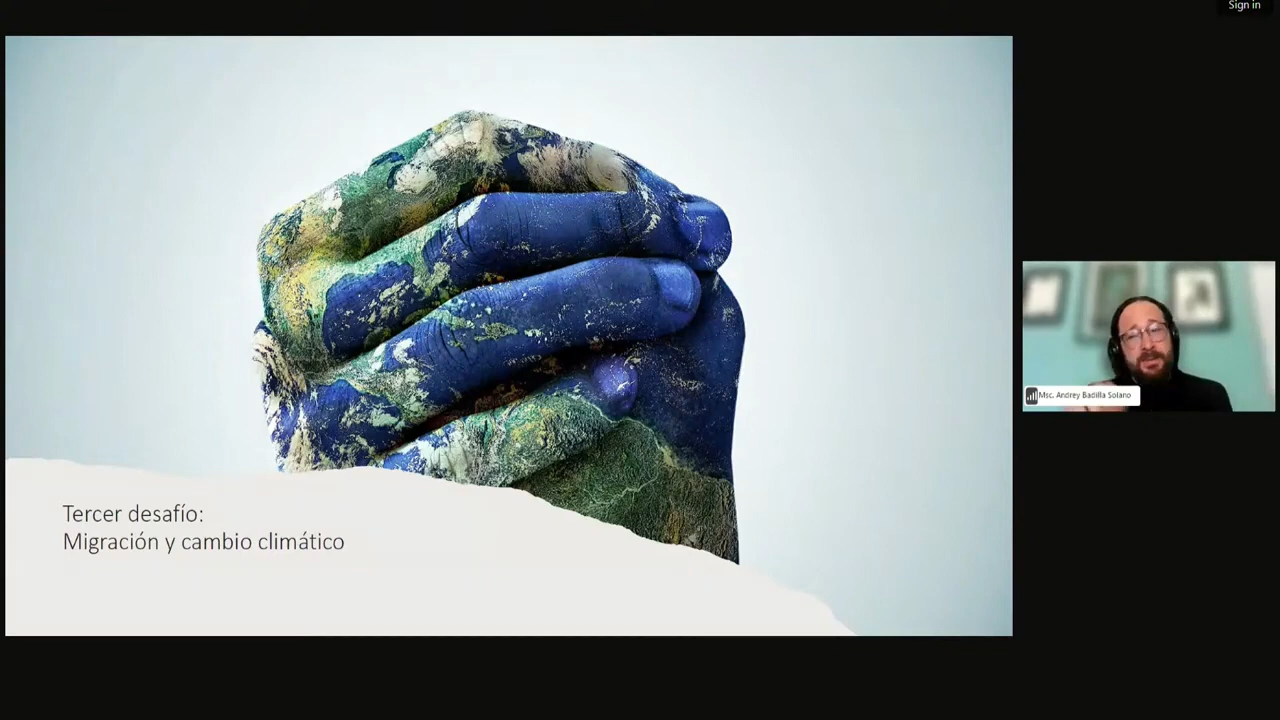 Sign in
Tercer desafío:
Migración y cambio climático
Msc. Andrey Badilla Solano